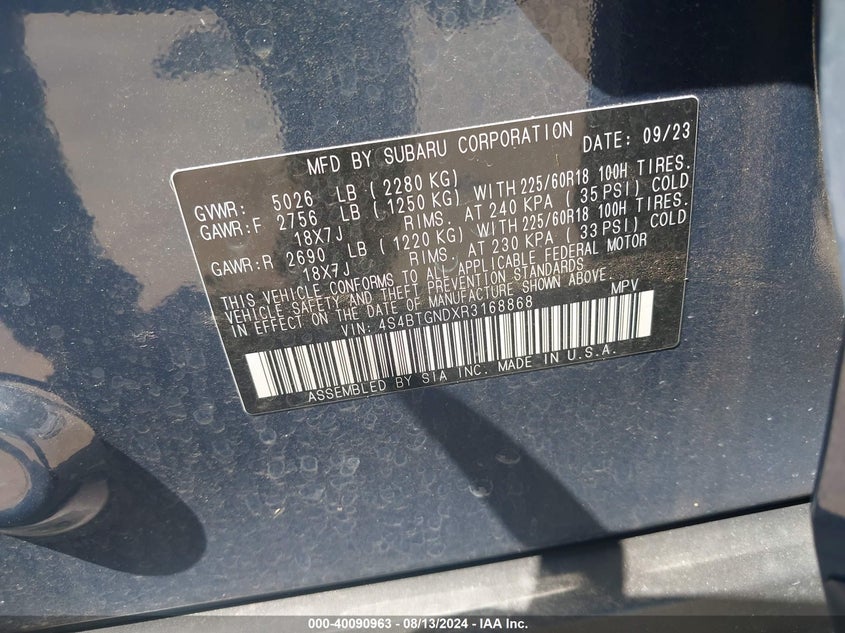 MFD BY SUBARU CORPORATION DATE: 09/23
GVWR: 5026 LB ( 2280 KG)
GAWR:F 2756 LB ( 1250 KG) WITH 225/60R18 100H TIRES.
18X7J RIMS. AT 240 KPA ( 35 PSI) COLD
GAWR:R 2690 LB ( 1220 KG) WITH 225/60R18 100H TIRES.
18X7J RIMS. AT 230 KPA ( 33 PSI) COLD
THIS VEHICLE CONFORMS TO ALL APPLICABLE FEDERAL MOTOR
VEHICLE SAFETY AND THEFT PREVENTION STANDARDS
IN EFFECT ON THE DATE OF MANUFACTURE SHOWN ABOVE.
VIN: 4S4BTGNDXR3168868 MPV
ASSEMBLED BY SIA INC. MADE IN U.S.A.
000-40090963 - 08/13/2024 - IAA Inc.